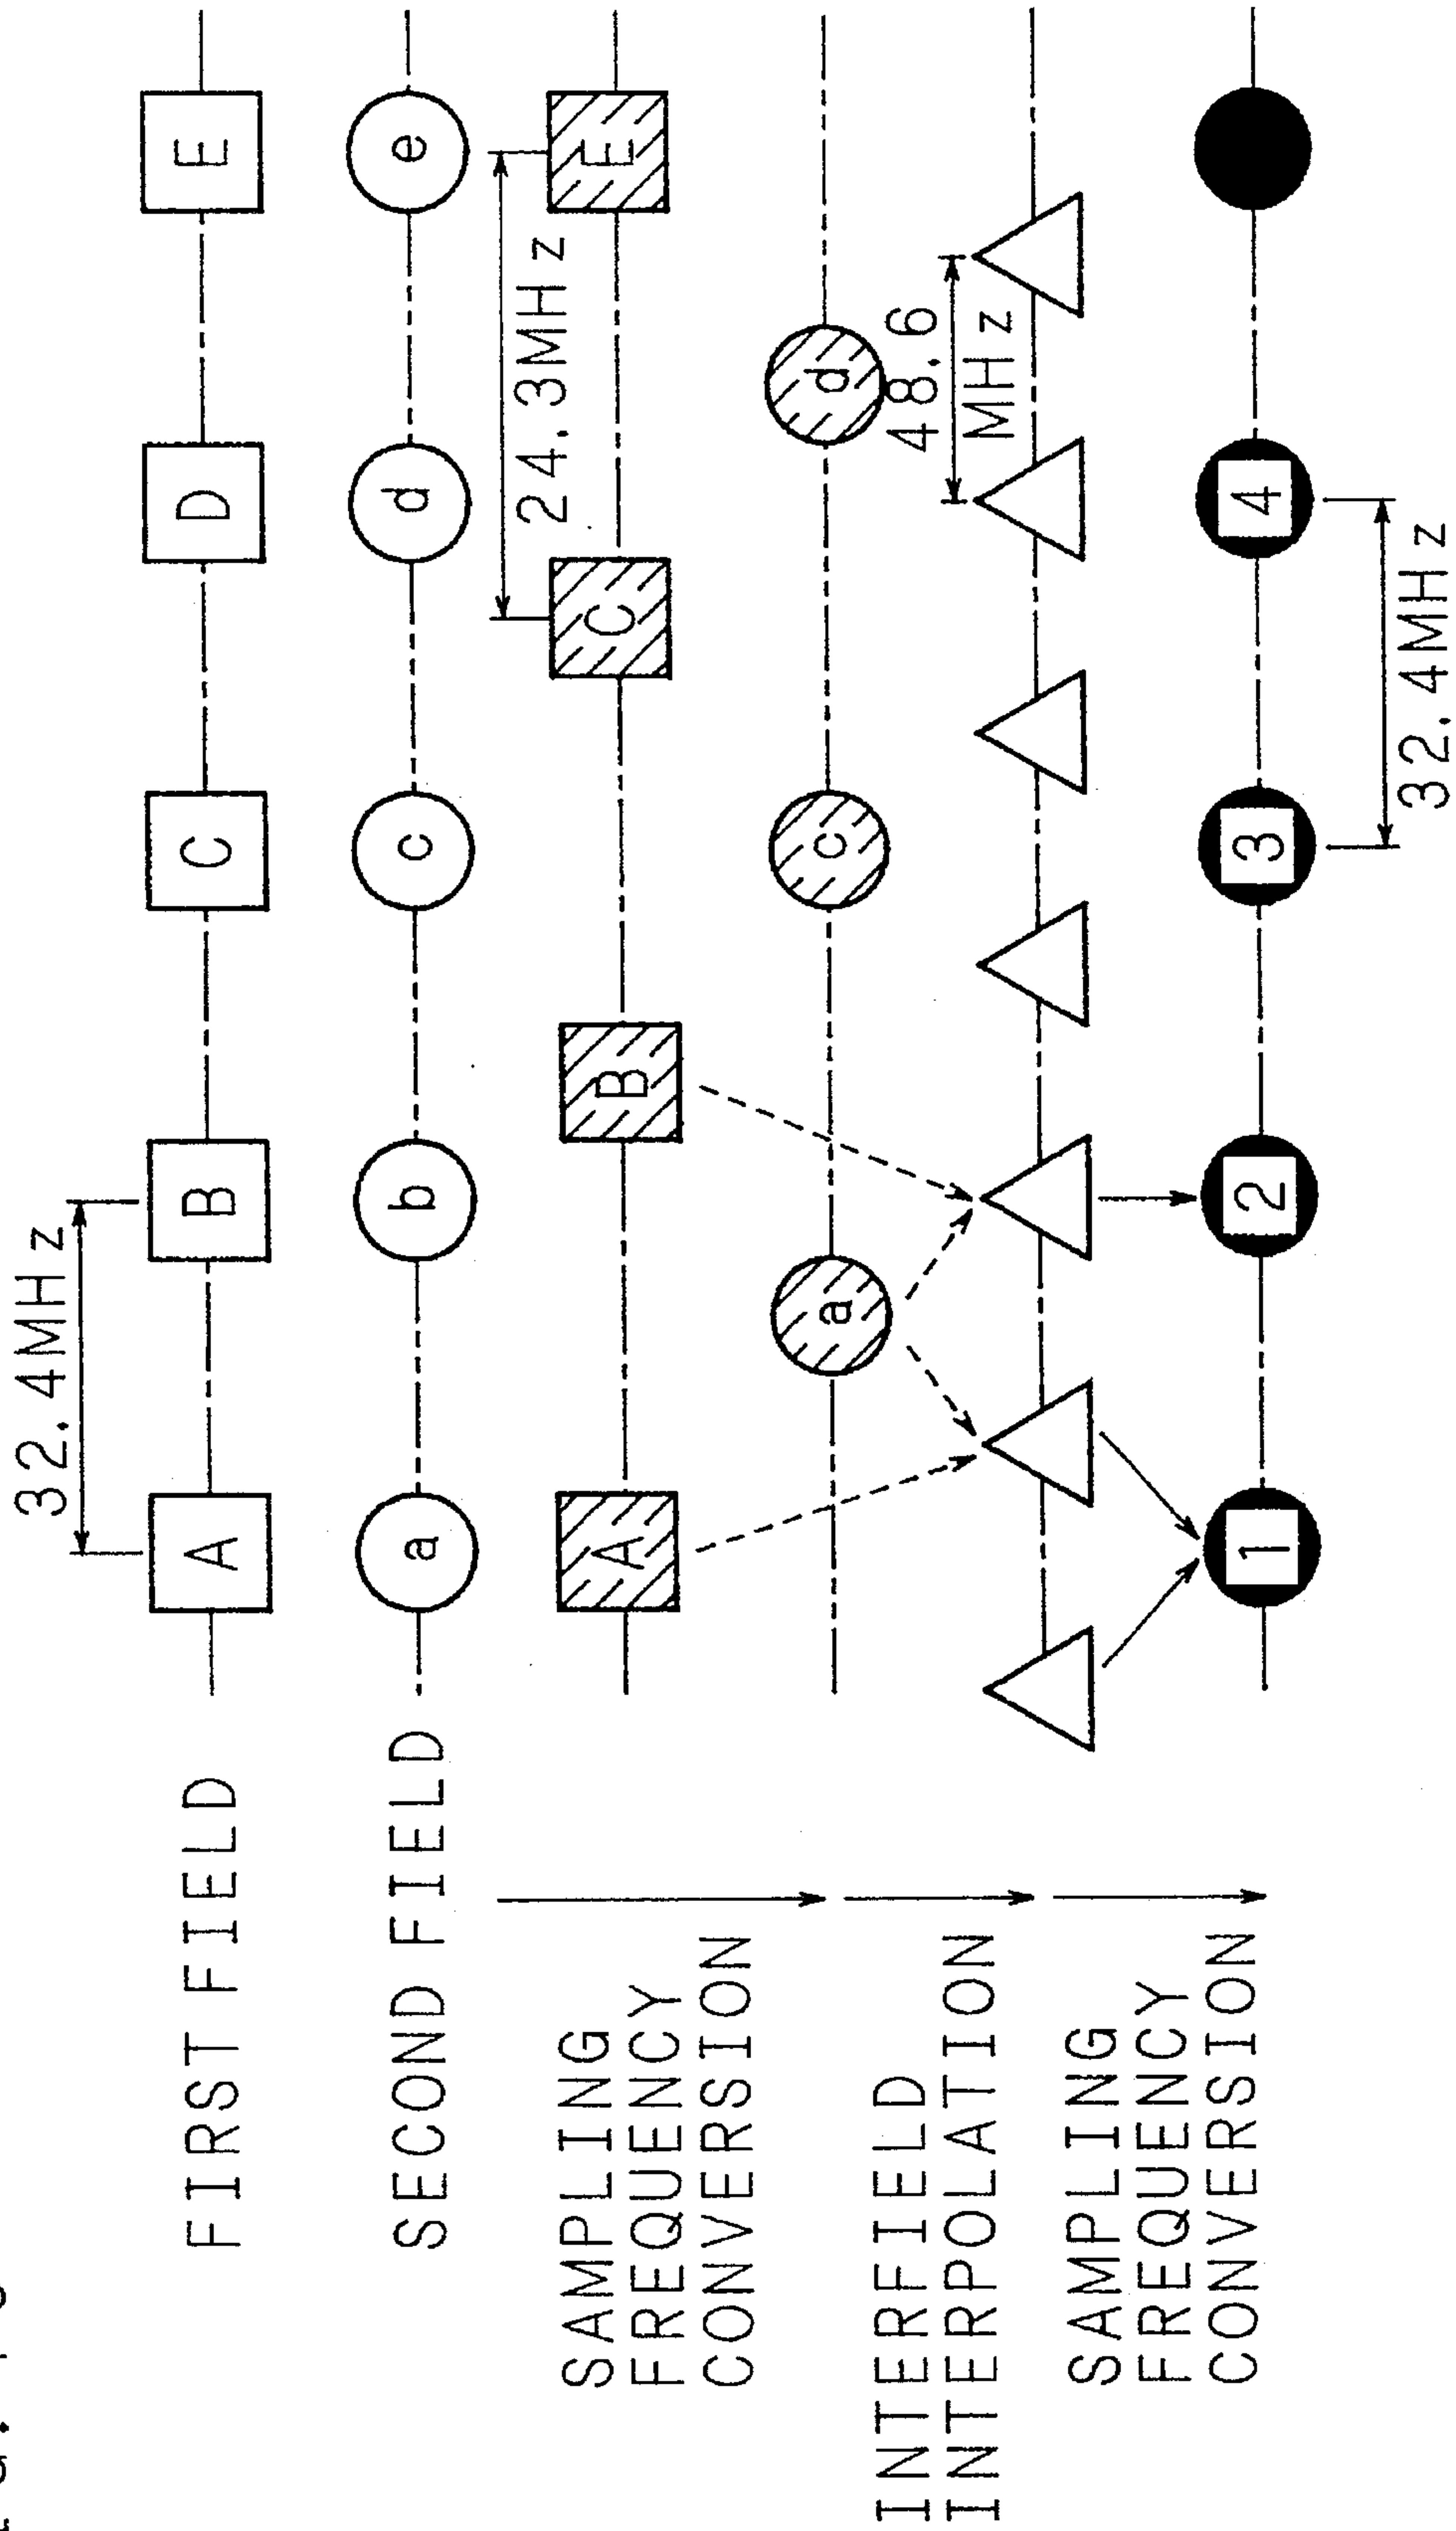 32.4MHz
FIRST FIELD
A
B
C
D
E
SECOND FIELD
a
b
c
d
e
24.3MHz
SAMPLING
FREQUENCY
CONVERSION
A
B
C
E
a
c
d
48.6
MHz
INTERFIELD
INTERPOLATION
SAMPLING
FREQUENCY
CONVERSION
1
2
3
4
32.4MHz